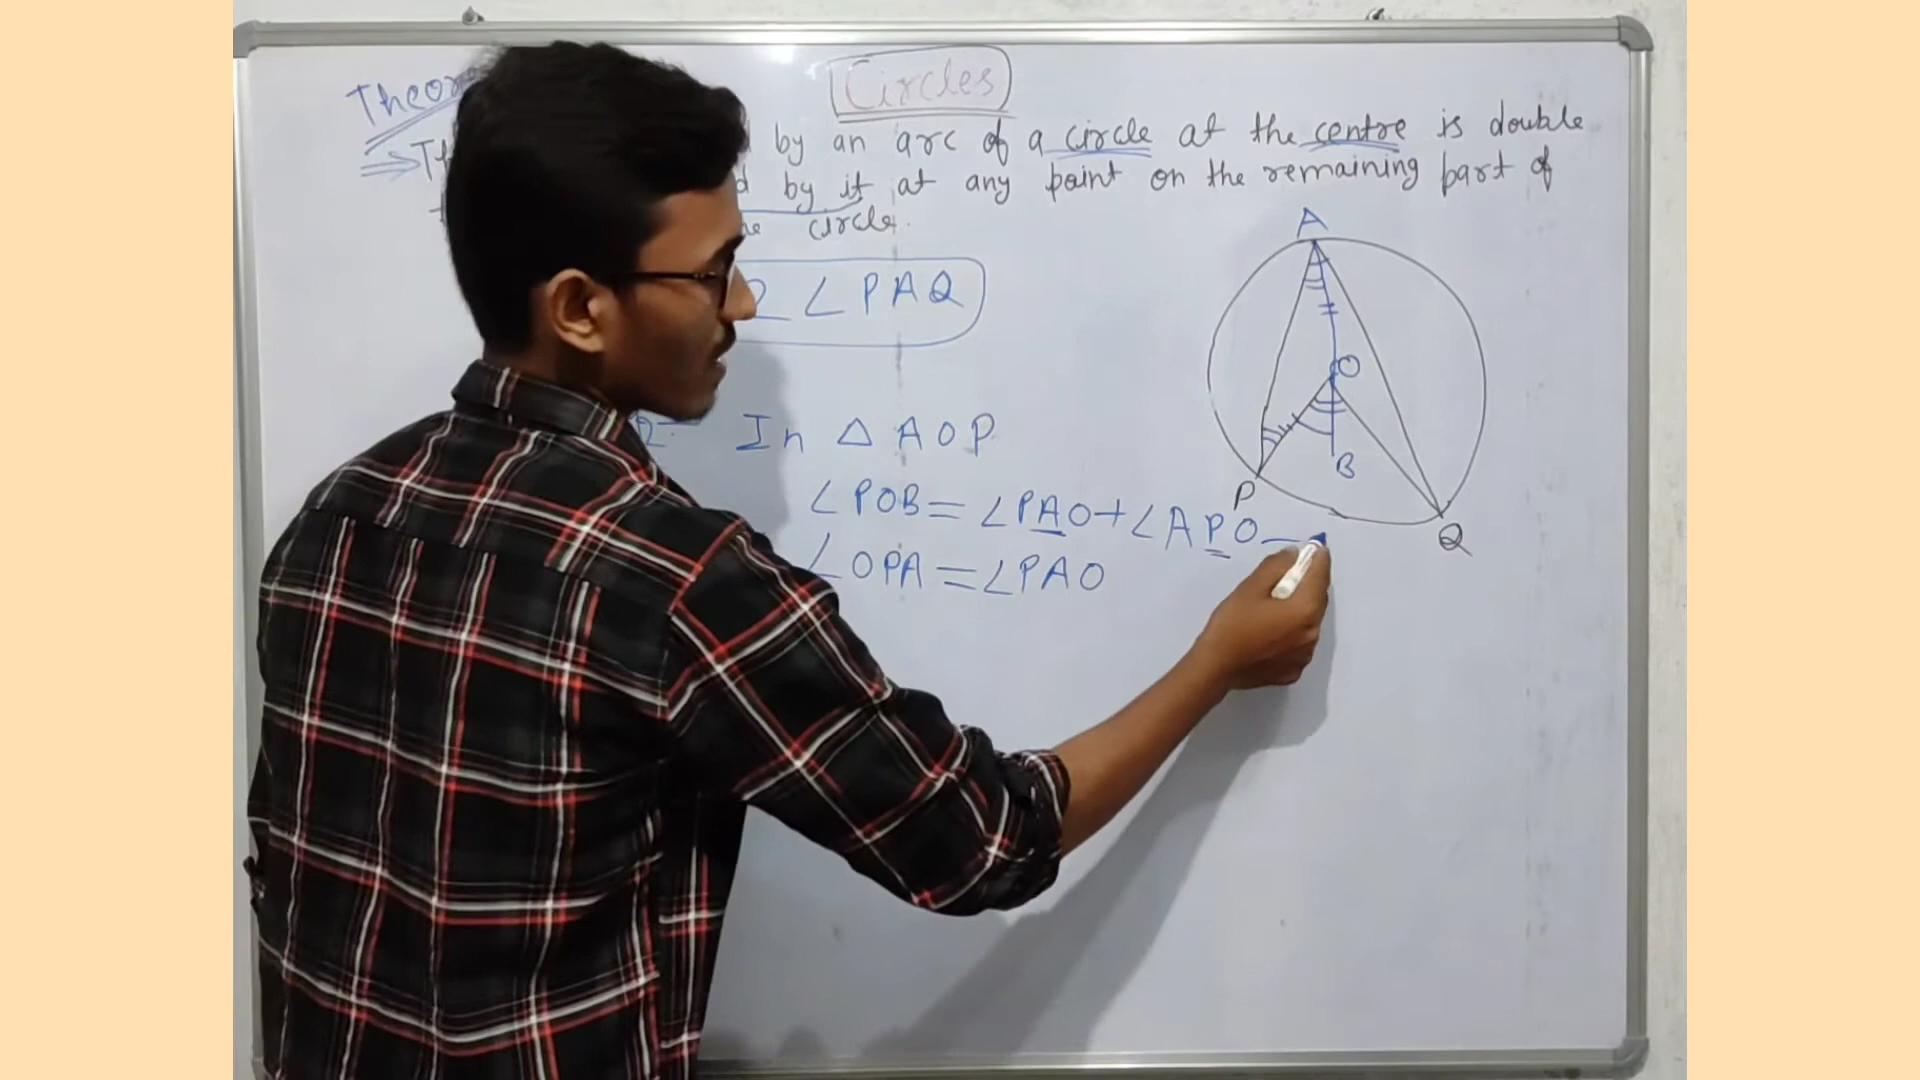 Circles
by an arc of a circle at the centre is double
by it at any point on the remaining part of
circle.
2 ∠PAQ
In △ AOP
∠POB = ∠PAO + ∠APO —
∠OPA = ∠PAO
A
O
B
P
Q